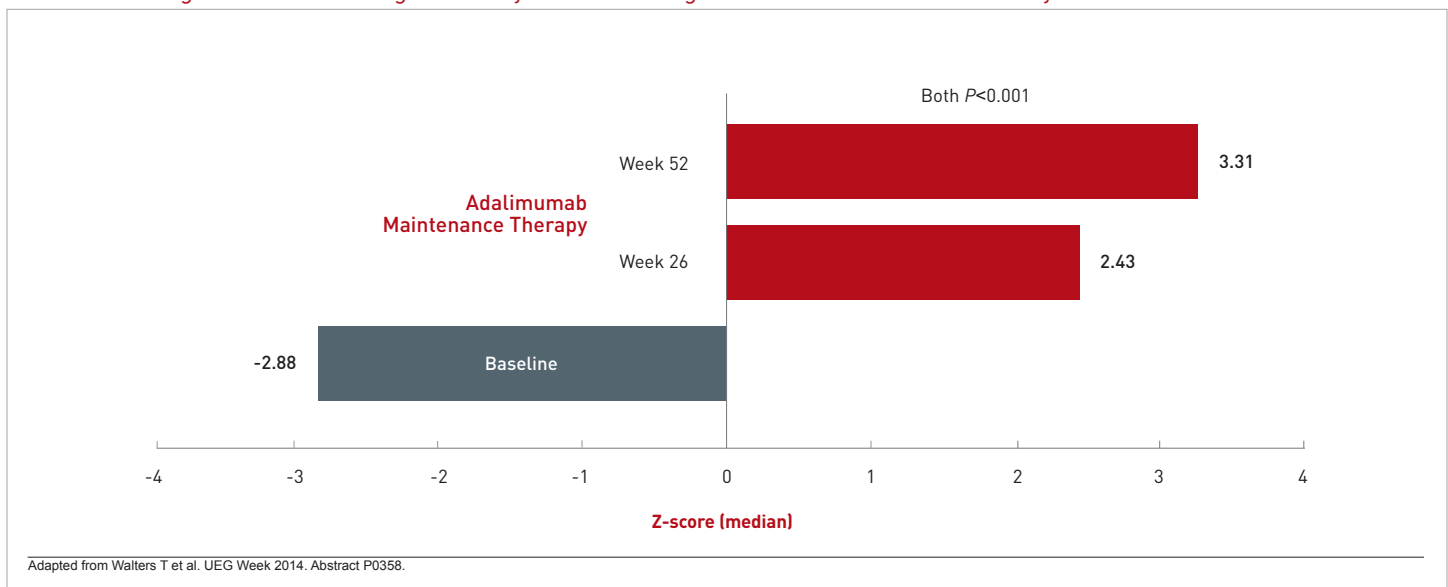 Both P<0.001
Week 52
3.31
Adalimumab
Maintenance Therapy
Week 26
2.43
-2.88
Baseline
-4 -3 -2 -1 0 1 2 3 4
Z-score (median)
Adapted from Walters T et al. UEG Week 2014. Abstract P0358.